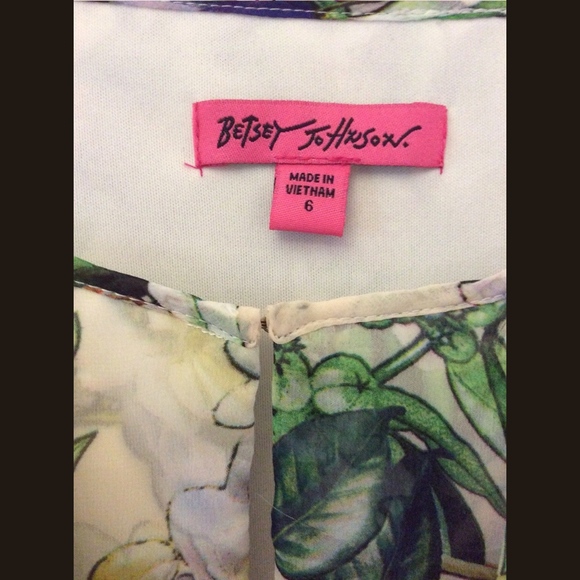 BETSEY JOHNSON.
MADE IN
VIETNAM
6